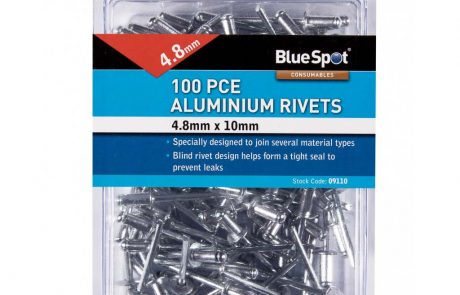 4.8mm
BlueSpot
CONSUMABLES
100 PCE
ALUMINIUM RIVETS
4.8mm x 10mm
• Specially designed to join several material types
• Blind rivet design helps form a tight seal to
prevent leaks
Stock Code: 09110